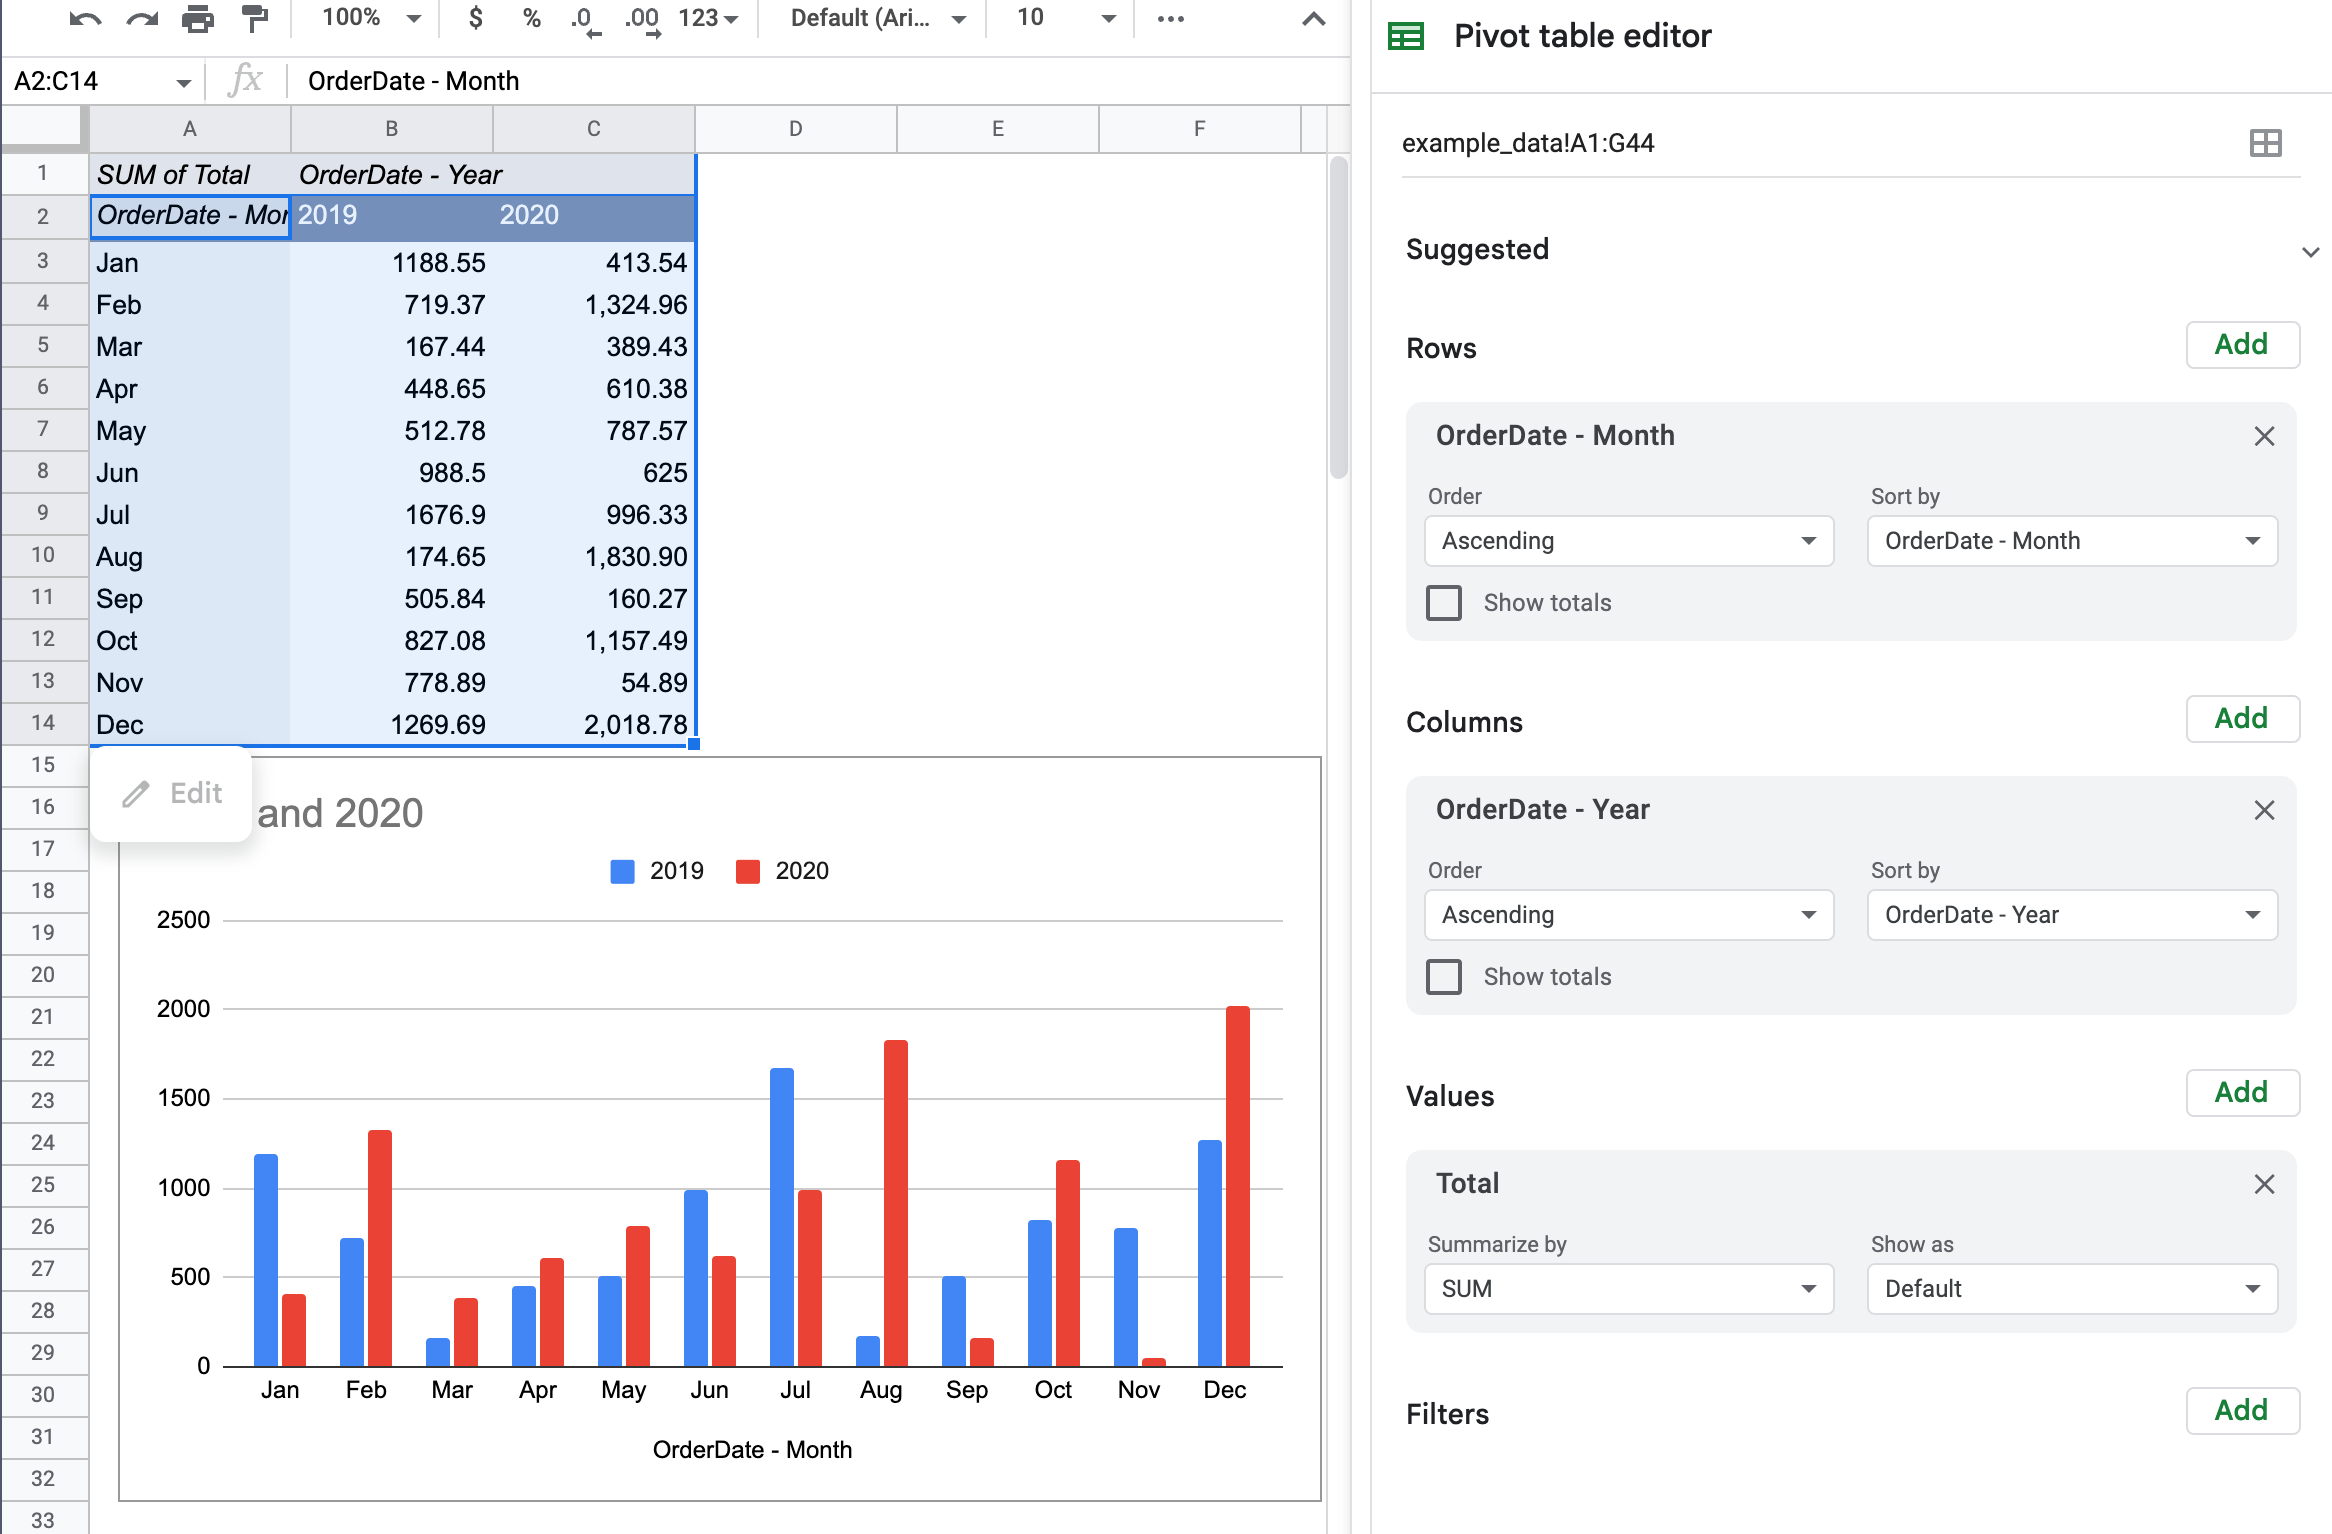 100% $ % .0 .00 123 Default (Ari... 10
A2:C14 fx OrderDate - Month
A B C D E F
1 SUM of Total OrderDate - Year
2 OrderDate - Mon 2019 2020
3 Jan 1188.55 413.54
4 Feb 719.37 1,324.96
5 Mar 167.44 389.43
6 Apr 448.65 610.38
7 May 512.78 787.57
8 Jun 988.5 625
9 Jul 1676.9 996.33
10 Aug 174.65 1,830.90
11 Sep 505.84 160.27
12 Oct 827.08 1,157.49
13 Nov 778.89 54.89
14 Dec 1269.69 2,018.78
15
16
17
18
19
20
21
22
23
24
25
26
27
28
29
30
31
32
33
Edit
and 2020
2019 2020
2500
2000
1500
1000
500
0
Jan Feb Mar Apr May Jun Jul Aug Sep Oct Nov Dec
OrderDate - Month
Pivot table editor
example_data!A1:G44
Suggested
Rows Add
OrderDate - Month
Order Sort by
Ascending OrderDate - Month
Show totals
Columns Add
OrderDate - Year
Order Sort by
Ascending OrderDate - Year
Show totals
Values Add
Total
Summarize by Show as
SUM Default
Filters Add